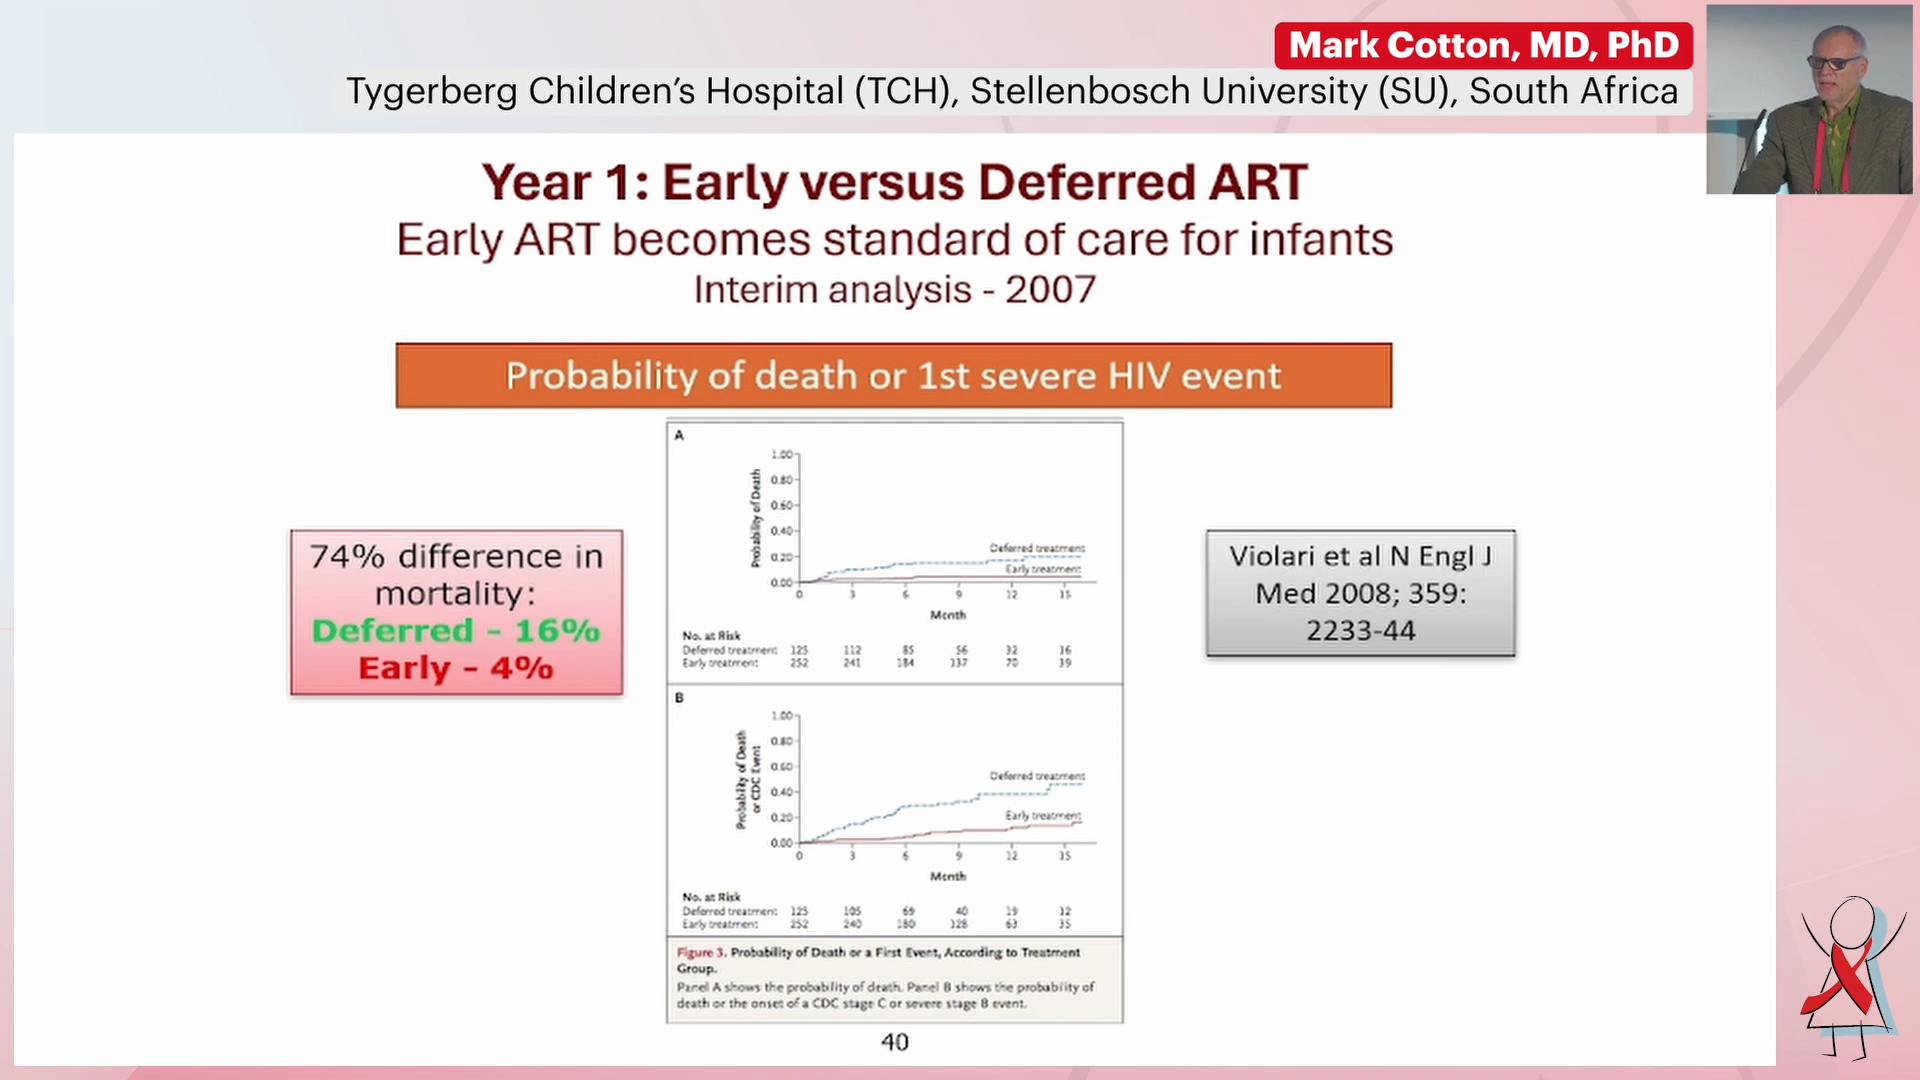 Mark Cotton, MD, PhD
Tygerberg Children's Hospital (TCH), Stellenbosch University (SU), South Africa
Year 1: Early versus Deferred ART
Early ART becomes standard of care for infants
Interim analysis - 2007
Probability of death or 1st severe HIV event
74% difference in
mortality:
Deferred - 16%
Early - 4%
A
Probability of Death
1.00
0.80
0.60
0.40
0.20
0.00
Deferred treatment
Early treatment
0 3 6 9 12 15
Month
No. at Risk
Deferred treatment 125 112 85 56 32 16
Early treatment 252 241 184 137 70 39
B
Probability of Death
or CDC Event
1.00
0.80
0.60
0.40
0.20
0.00
Deferred treatment
Early treatment
0 3 6 9 12 15
Month
No. at Risk
Deferred treatment 125 105 69 40 19 12
Early treatment 252 240 180 128 63 35
Figure 3. Probability of Death or a First Event, According to Treatment
Group.
Panel A shows the probability of death. Panel B shows the probability of
death or the onset of a CDC stage C or severe stage B event.
Violari et al N Engl J
Med 2008; 359:
2233-44
40